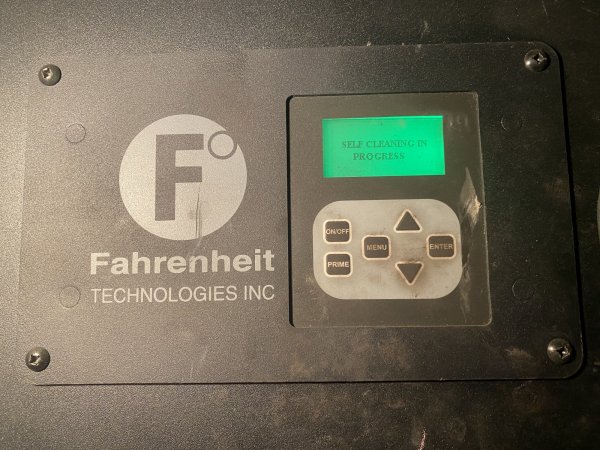 F°
Fahrenheit
TECHNOLOGIES INC
SELF CLEANING IN
PROGRESS
ON/OFF
MENU
ENTER
PRIME